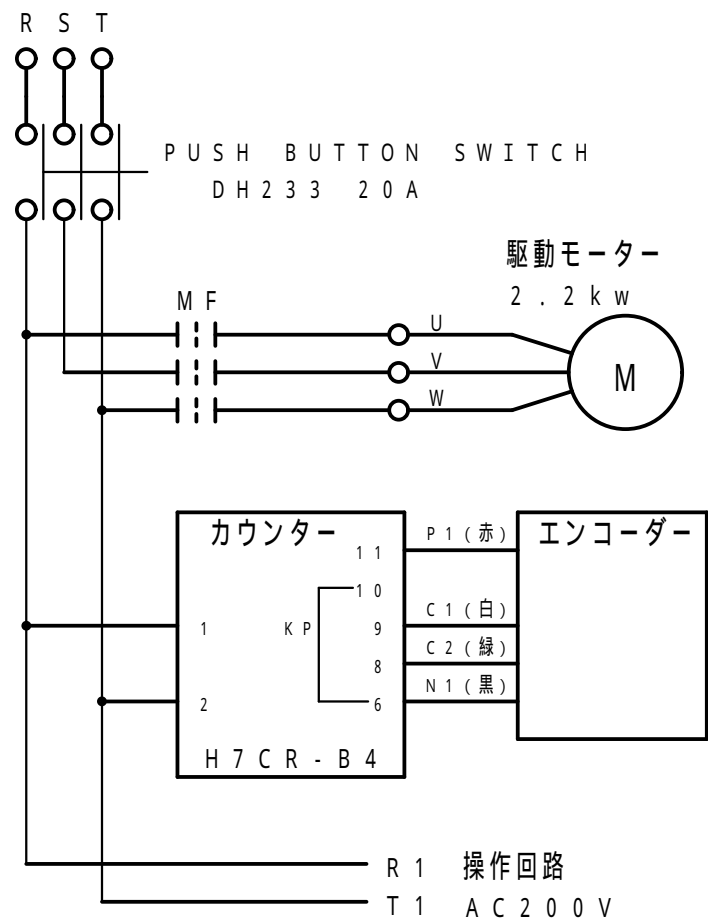 R S T
PUSH BUTTON SWITCH
DH233 20A
駆動モーター
2.2kw
MF
U
V
W
M
カウンター
エンコーダー
P1(赤)
11
10
C1(白)
1
KP
9
C2(緑)
8
N1(黒)
2
6
H7CR-B4
R1 操作回路
T1 AC200V